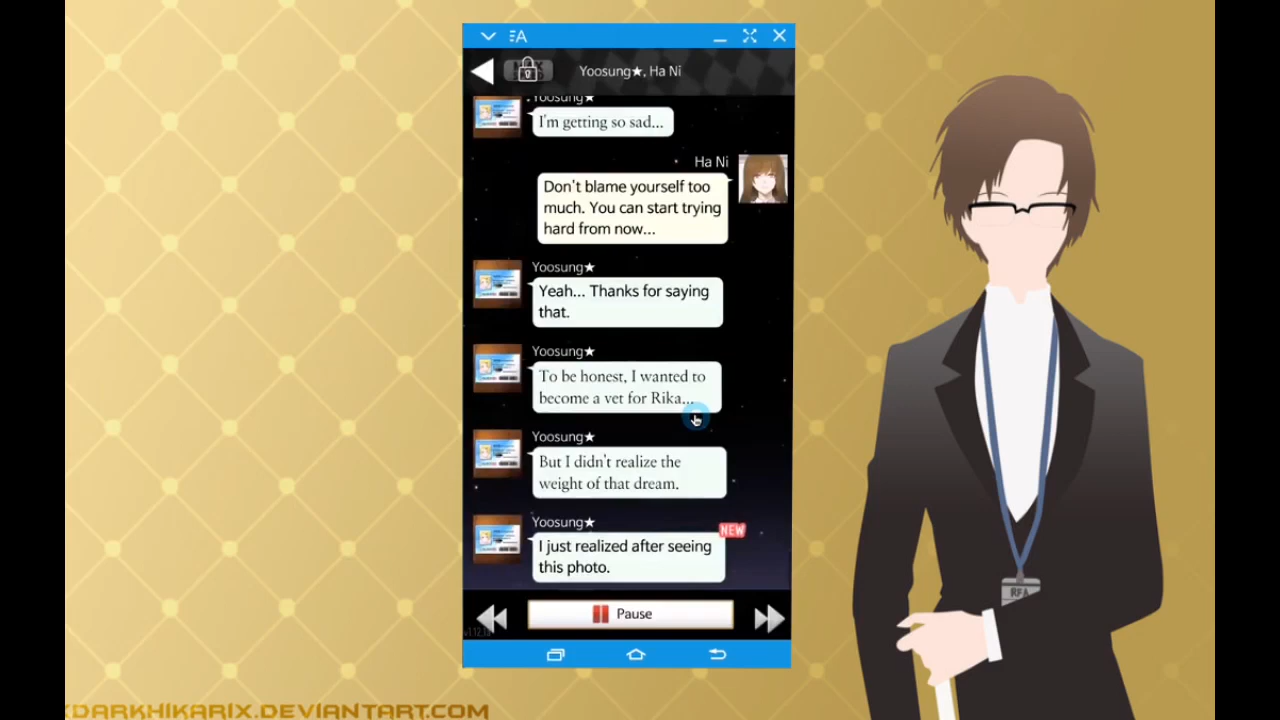 Yoosung★, Ha Ni
Yoosung★
I'm getting so sad...
Ha Ni
Don't blame yourself too
much. You can start trying
hard from now...
Yoosung★
Yeah... Thanks for saying
that.
Yoosung★
To be honest, I wanted to
become a vet for Rika...
Yoosung★
But I didn't realize the
weight of that dream.
Yoosung★
NEW
I just realized after seeing
this photo.
Pause
RFA
XDARKHIKARIX.DEVIANTART.COM